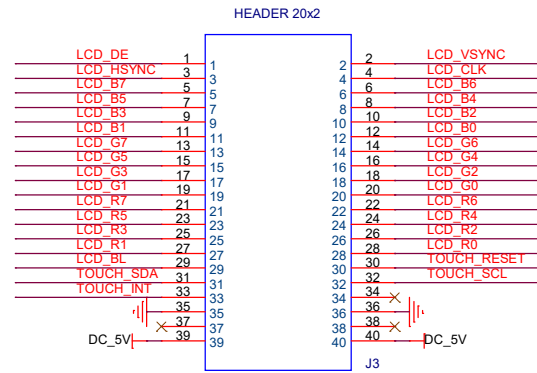 HEADER 20x2
LCD_DE 1 1 2 2 LCD_VSYNC
LCD_HSYNC 3 3 4 4 LCD_CLK
LCD_B7 5 5 6 6 LCD_B6
LCD_B5 7 7 8 8 LCD_B4
LCD_B3 9 9 10 10 LCD_B2
LCD_B1 11 11 12 12 LCD_B0
LCD_G7 13 13 14 14 LCD_G6
LCD_G5 15 15 16 16 LCD_G4
LCD_G3 17 17 18 18 LCD_G2
LCD_G1 19 19 20 20 LCD_G0
LCD_R7 21 21 22 22 LCD_R6
LCD_R5 23 23 24 24 LCD_R4
LCD_R3 25 25 26 26 LCD_R2
LCD_R1 27 27 28 28 LCD_R0
LCD_BL 29 29 30 30 TOUCH_RESET
TOUCH_SDA 31 31 32 32 TOUCH_SCL
TOUCH_INT 33 33 34 34
35 35 36 36
37 37 38 38
DC_5V 39 39 40 40 DC_5V
J3